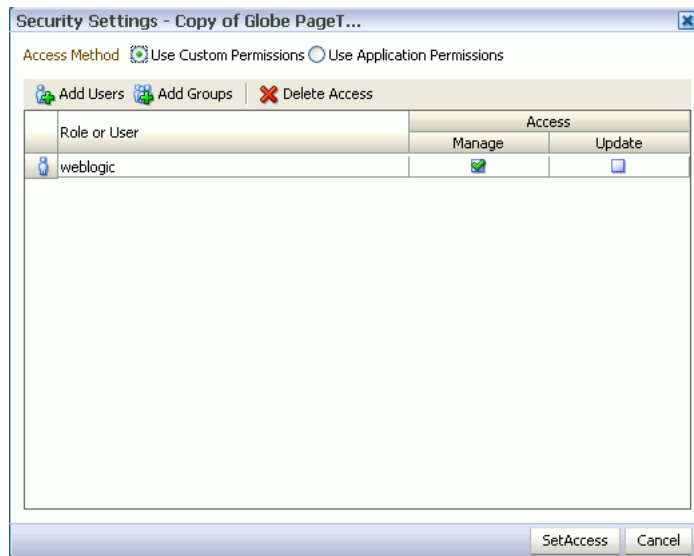 Security Settings - Copy of Globe PageT...
Access Method Use Custom Permissions Use Application Permissions
Add Users Add Groups Delete Access
Role or User
Access
Manage Update
weblogic
SetAccess Cancel